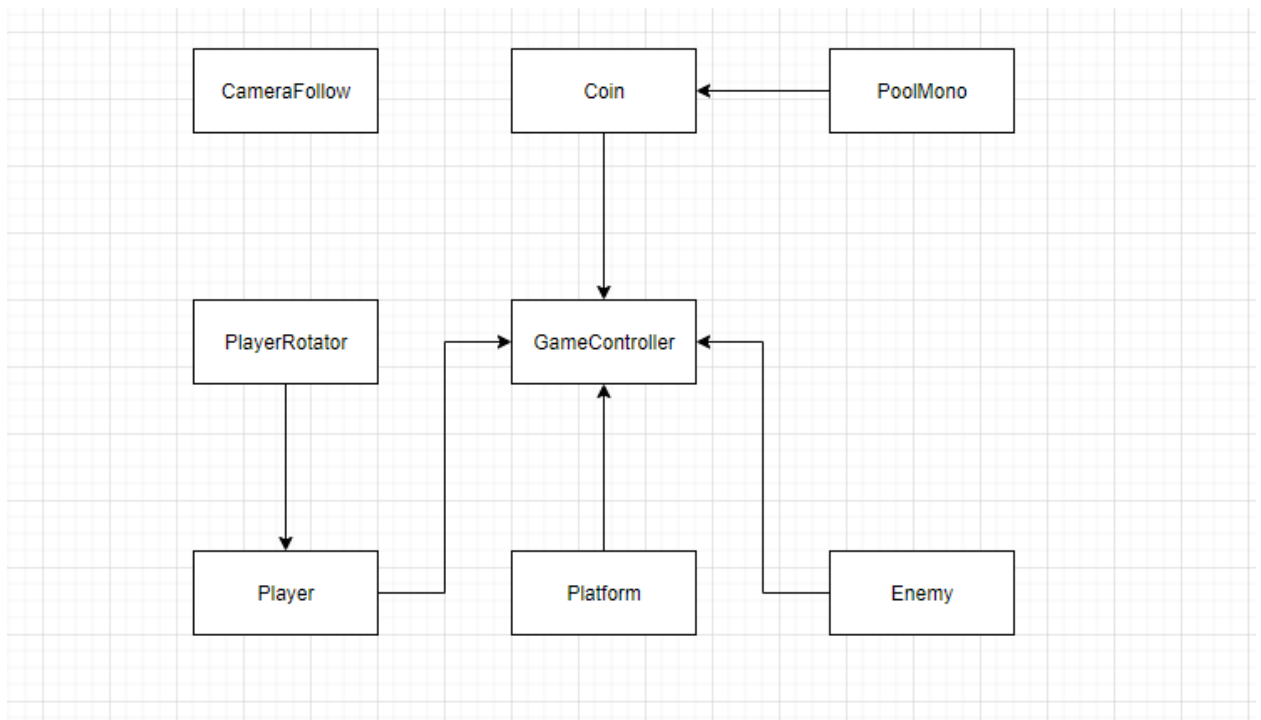 CameraFollow
Coin
PoolMono
PlayerRotator
GameController
Player
Platform
Enemy